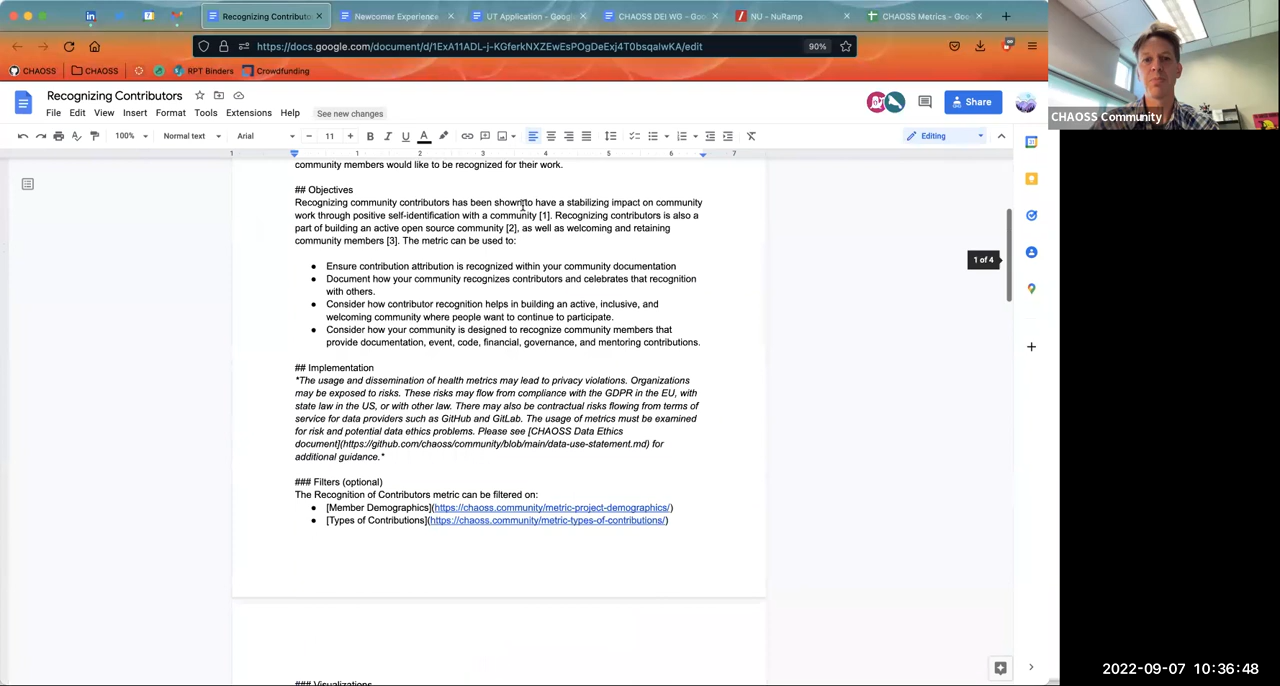 Recognizing Contributo
Newcomer Experience
UT Application - Goog
CHAOSS DEI WG - Go
NU - NuRamp
CHAOSS Metrics - Goo
https://docs.google.com/document/d/1ExA11ADL-j-KGferkNXZEwEsPOgDeExj4T0bsqalwKA/edit
90%
CHAOSS
CHAOSS
RPT Binders
Crowdfunding
CHAOSS Community
Recognizing Contributors
File Edit View Insert Format Tools Extensions Help
See new changes
Share
100%
Normal text
Arial
11
B I U A
Editing
1 1 2 3 4 5 6 7
community members would like to be recognized for their work.
## Objectives
Recognizing community contributors has been shown to have a stabilizing impact on community
work through positive self-identification with a community [1]. Recognizing contributors is also a
part of building an active open source community [2], as well as welcoming and retaining
community members [3]. The metric can be used to:
● Ensure contribution attribution is recognized within your community documentation
● Document how your community recognizes contributors and celebrates that recognition
with others.
● Consider how contributor recognition helps in building an active, inclusive, and
welcoming community where people want to continue to participate.
● Consider how your community is designed to recognize community members that
provide documentation, event, code, financial, governance, and mentoring contributions.
1 of 4
## Implementation
*The usage and dissemination of health metrics may lead to privacy violations. Organizations
may be exposed to risks. These risks may flow from compliance with the GDPR in the EU, with
state law in the US, or with other law. There may also be contractual risks flowing from terms of
service for data providers such as GitHub and GitLab. The usage of metrics must be examined
for risk and potential data ethics problems. Please see [CHAOSS Data Ethics
document](https://github.com/chaoss/community/blob/main/data-use-statement.md) for
additional guidance.*
### Filters (optional)
The Recognition of Contributors metric can be filtered on:
● [Member Demographics](https://chaoss.community/metric-project-demographics/)
● [Types of Contributions](https://chaoss.community/metric-types-of-contributions/)
### Visualizations
2022-09-07 10:36:48